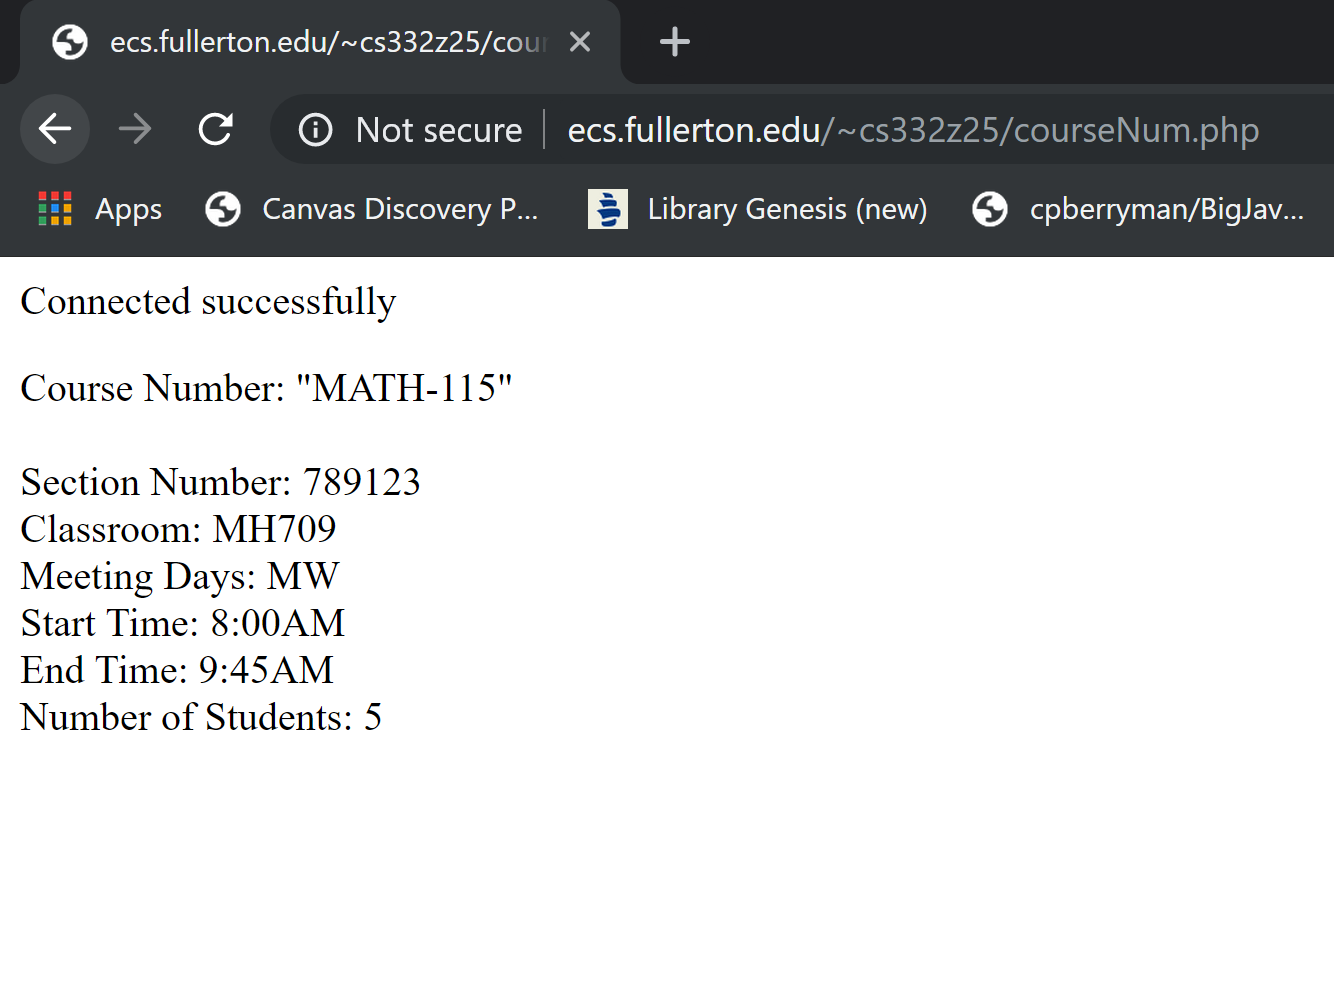 ecs.fullerton.edu/~cs332z25/cour
Not secure ecs.fullerton.edu/~cs332z25/courseNum.php
Apps Canvas Discovery P... Library Genesis (new) cpberryman/BigJav...
Connected successfully
Course Number: "MATH-115"
Section Number: 789123
Classroom: MH709
Meeting Days: MW
Start Time: 8:00AM
End Time: 9:45AM
Number of Students: 5